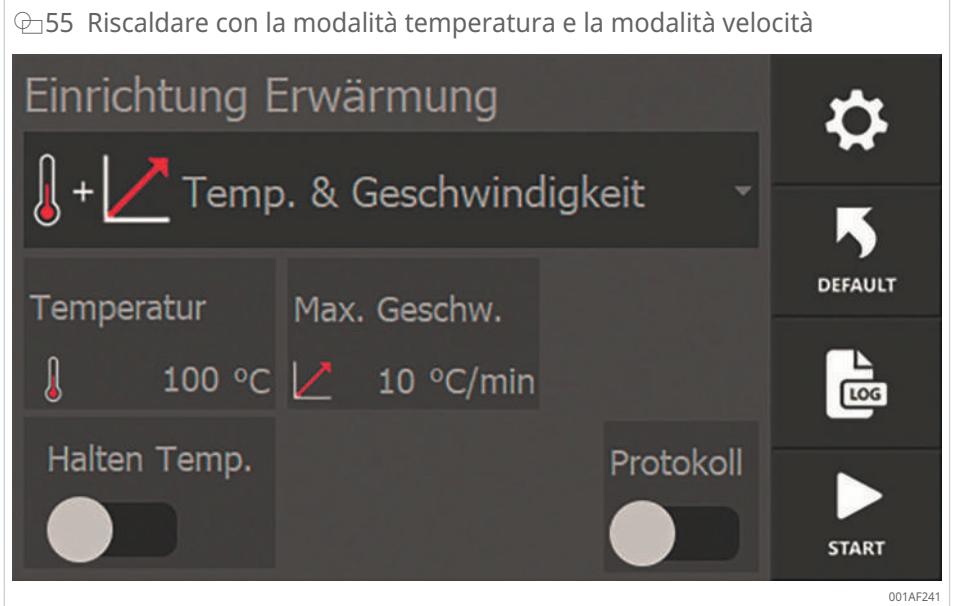 55 Riscaldare con la modalità temperatura e la modalità velocità
Einrichtung Erwärmung
+ Temp. & Geschwindigkeit
Temperatur
100 °C
Max. Geschw.
10 °C/min
Halten Temp.
Protokoll
DEFAULT
LOG
START
001AF241